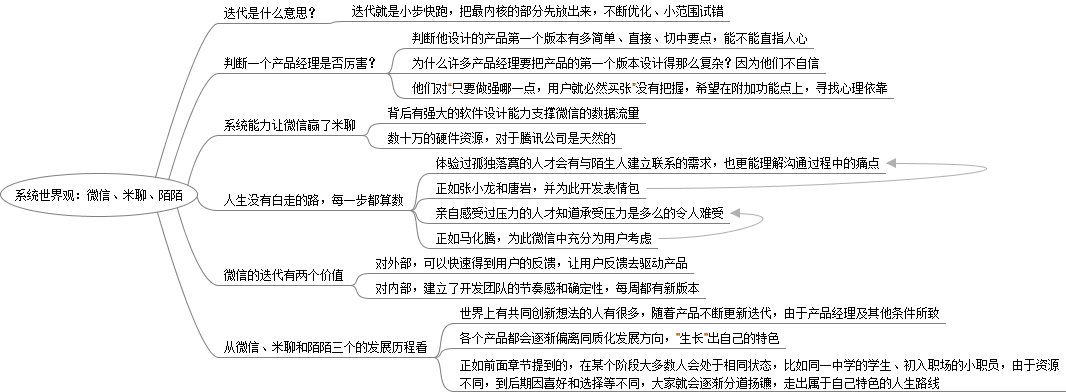 迭代是什么意思？
迭代就是小步快跑，把最内核的部分先放出来，不断优化、小范围试错
判断一个产品经理是否厉害？
判断他设计的产品第一个版本有多简单、直接、切中要点，能不能直指人心
为什么许多产品经理要把产品的第一个版本设计得那么复杂？因为他们不自信
他们对“只要做强哪一点，用户就必然买张”没有把握，希望在附加功能点上，寻找心理依靠
系统能力让微信赢了米聊
背后有强大的软件设计能力支撑微信的数据流量
数十万的硬件资源，对于腾讯公司是天然的
系统世界观：微信、米聊、陌陌
人生没有白走的路，每一步都算数
体验过孤独落寞的人才会有与陌生人建立联系的需求，也更能理解沟通过程中的痛点
正如张小龙和唐岩，并为此开发表情包
亲自感受过压力的人才知道承受压力是多么的令人难受
正如马化腾，为此微信中充分为用户考虑
微信的迭代有两个价值
对外部，可以快速得到用户的反馈，让用户反馈去驱动产品
对内部，建立了开发团队的节奏感和确定性，每周都有新版本
从微信、米聊和陌陌三个的发展历程看
世界上有共同创新想法的人有很多，随着产品不断更新迭代，由于产品经理及其他条件所致
各个产品都会逐渐偏离同质化发展方向，“生长”出自己的特色
正如前面章节提到的，在某个阶段大多数人会处于相同状态，比如同一中学的学生、初入职场的小职员，由于资源
不同，到后期因喜好和选择等不同，大家就会逐渐分道扬镳，走出属于自己特色的人生路线